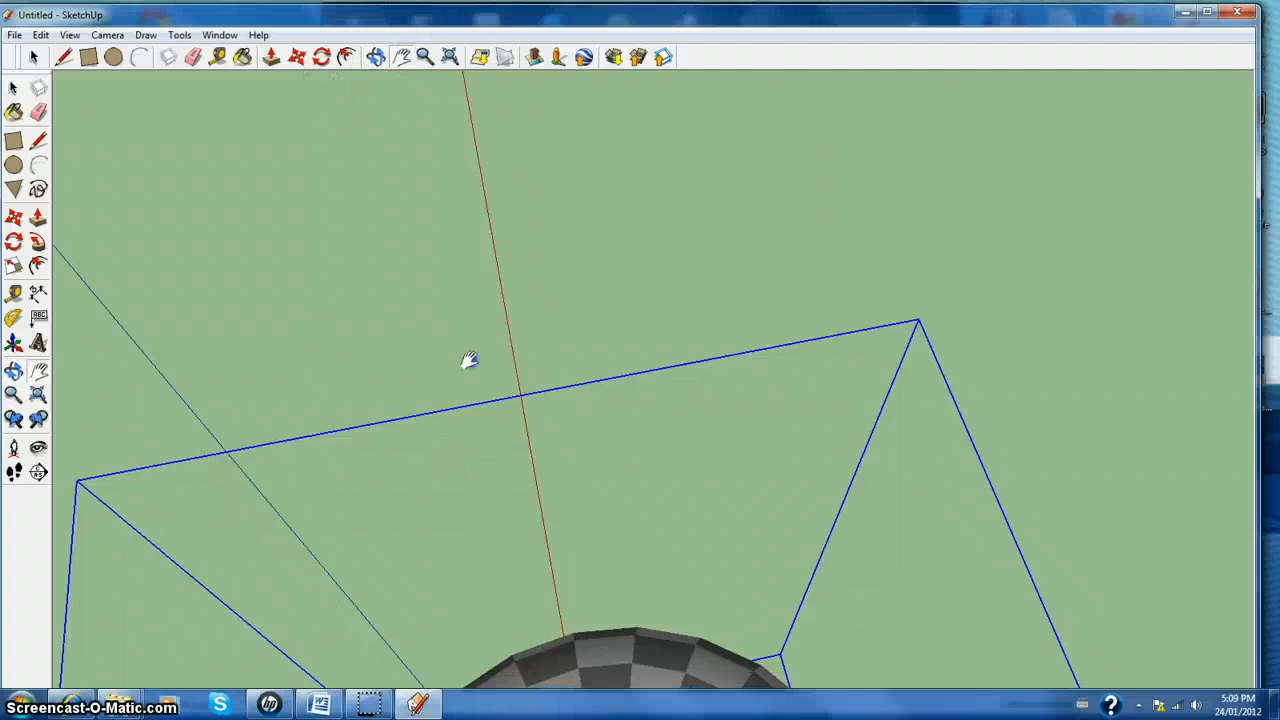 Untitled - SketchUp
File Edit View Camera Draw Tools Window Help
ABC
5:09 PM
24/01/2012
Screencast-O-Matic.com